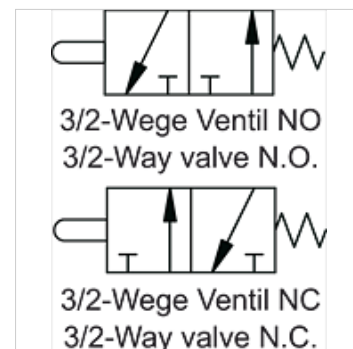 3/2-Wege Ventil NO
3/2-Way valve N.O.
3/2-Wege Ventil NC
3/2-Way valve N.C.